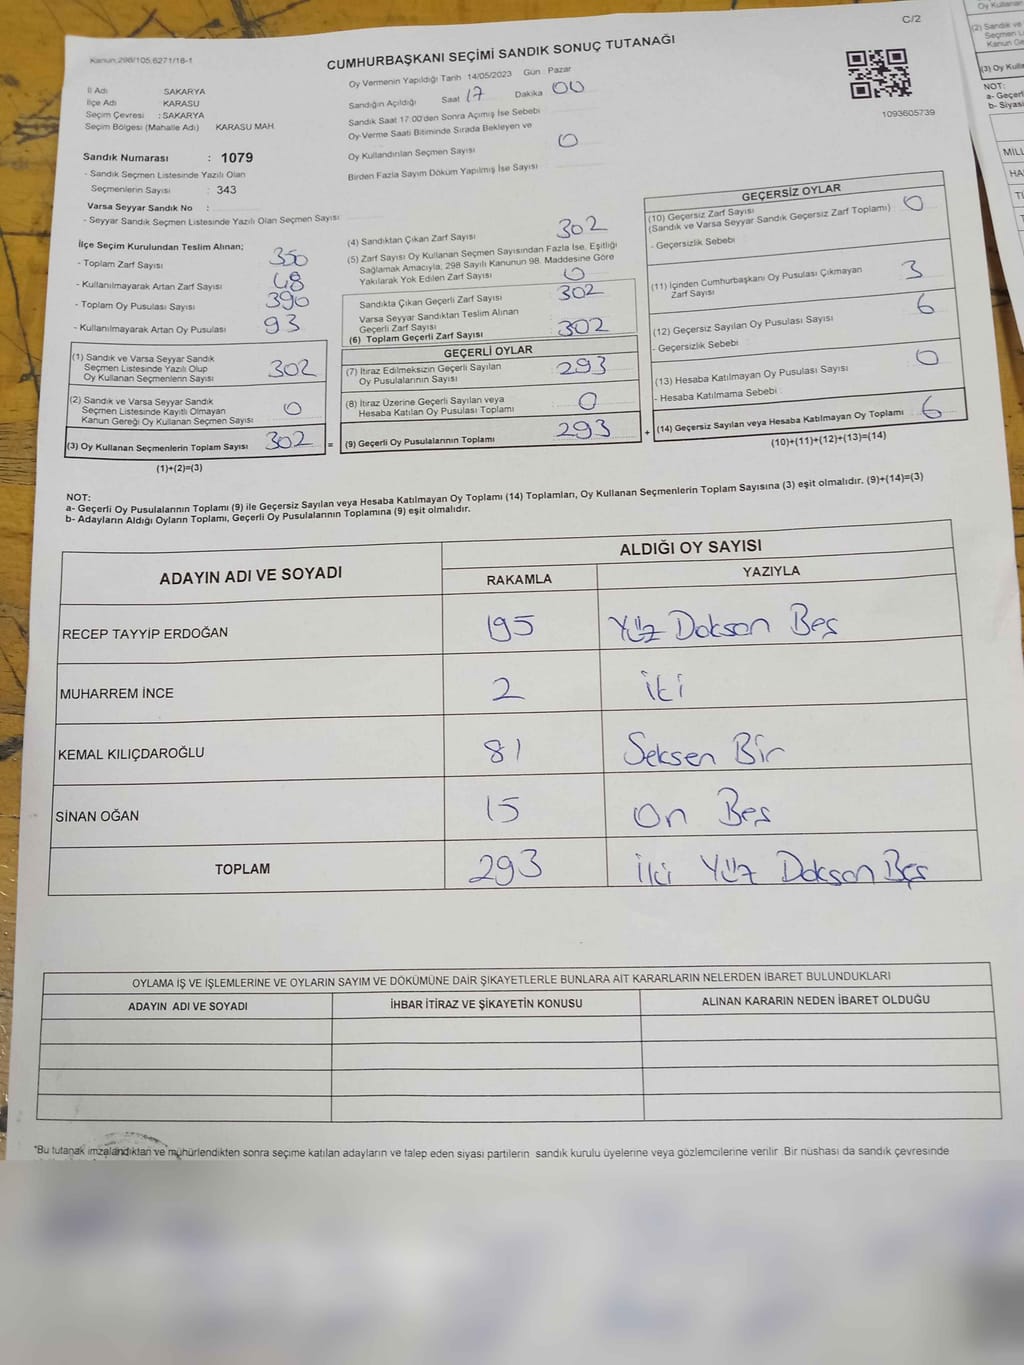 C/2
Kanun:298/105,6271/18-1
CUMHURBAŞKANI SEÇİMİ SANDIK SONUÇ TUTANAĞI
İl Adı SAKARYA
İlçe Adı KARASU
Seçim Çevresi : SAKARYA
Seçim Bölgesi (Mahalle Adı) KARASU MAH.
Oy Vermenin Yapıldığı Tarih 14/05/2023 Gün : Pazar
Sandığın Açıldığı Saat 17 Dakika 00
Sandık Saat 17:00'den Sonra Açımış İse Sebebi
Oy Verme Saati Bitiminde Sırada Bekleyen ve
Oy Kullandırılan Seçmen Sayısı 0
Birden Fazla Sayım Döküm Yapılmış İse Sayısı
1093605739
Sandık Numarası : 1079
- Sandık Seçmen Listesinde Yazılı Olan
Seçmenlerin Sayısı : 343
Varsa Seyyar Sandık No :
- Seyyar Sandık Seçmen Listesinde Yazılı Olan Seçmen Sayısı
İlçe Seçim Kurulundan Teslim Alınan;
- Toplam Zarf Sayısı : 350
- Kullanılmayarak Artan Zarf Sayısı : 48
- Toplam Oy Pusulası Sayısı : 390
- Kullanılmayarak Artan Oy Pusulası : 93
(1) Sandık ve Varsa Seyyar Sandık
Seçmen Listesinde Yazılı Olup
Oy Kullanan Seçmenlerin Sayısı : 302
(2) Sandık ve Varsa Seyyar Sandık
Seçmen Listesinde Kayıtlı Olmayan
Kanun Gereği Oy Kullanan Seçmen Sayısı : 0
(3) Oy Kullanan Seçmenlerin Toplam Sayısı : 302 =
(1)+(2)=(3)
(4) Sandıktan Çıkan Zarf Sayısı : 302
(5) Zarf Sayısı Oy Kullanan Seçmen Sayısından Fazla İse, Eşitliği
Sağlamak Amacıyla, 298 Sayılı Kanunun 98. Maddesine Göre
Yakılarak Yok Edilen Zarf Sayısı : 0
Sandıkta Çıkan Geçerli Zarf Sayısı : 302
Varsa Seyyar Sandıktan Teslim Alınan
Geçerli Zarf Sayısı :
(6) Toplam Geçerli Zarf Sayısı : 302
GEÇERLİ OYLAR
(7) İtiraz Edilmeksizin Geçerli Sayılan
Oy Pusulalarının Sayısı : 293
(8) İtiraz Üzerine Geçerli Sayılan veya
Hesaba Katılan Oy Pusulası Toplamı : 0
(9) Geçerli Oy Pusulalarının Toplamı : 293 +
GEÇERSİZ OYLAR
(10) Geçersiz Zarf Sayısı
(Sandık ve Varsa Seyyar Sandık Geçersiz Zarf Toplamı) : 0
- Geçersizlik Sebebi :
(11) İçinden Cumhurbaşkanı Oy Pusulası Çıkmayan
Zarf Sayısı : 3
(12) Geçersiz Sayılan Oy Pusulası Sayısı : 6
- Geçersizlik Sebebi :
(13) Hesaba Katılmayan Oy Pusulası Sayısı : 0
- Hesaba Katılmama Sebebi :
(14) Geçersiz Sayılan veya Hesaba Katılmayan Oy Toplamı : 6
(10)+(11)+(12)+(13)=(14)
NOT:
a- Geçerli Oy Pusulalarının Toplamı (9) ile Geçersiz Sayılan veya Hesaba Katılmayan Oy Toplamı (14) Toplamları, Oy Kullanan Seçmenlerin Toplam Sayısına (3) eşit olmalıdır. (9)+(14)=(3)
b- Adayların Aldığı Oyların Toplamı, Geçerli Oy Pusulalarının Toplamına (9) eşit olmalıdır.
ADAYIN ADI VE SOYADI ALDIĞI OY SAYISI
RAKAMLA YAZIYLA
RECEP TAYYİP ERDOĞAN 195 Yüz Doksan Beş
MUHARREM İNCE 2 iki
KEMAL KILIÇDAROĞLU 81 Seksen Bir
SİNAN OĞAN 15 On Beş
TOPLAM 293 iki Yüz Doksan Beş
OYLAMA İŞ VE İŞLEMLERİNE VE OYLARIN SAYIM VE DÖKÜMÜNE DAİR ŞİKAYETLERLE BUNLARA AİT KARARLARIN NELERDEN İBARET BULUNDUKLARI
ADAYIN ADI VE SOYADI İHBAR İTİRAZ VE ŞİKAYETİN KONUSU ALINAN KARARIN NEDEN İBARET OLDUĞU
*Bu tutanak imzalandıktan ve mühürlendikten sonra seçime katılan adayların ve talep eden siyasi partilerin sandık kurulu üyelerine veya gözlemcilerine verilir. Bir nüshası da sandık çevresinde